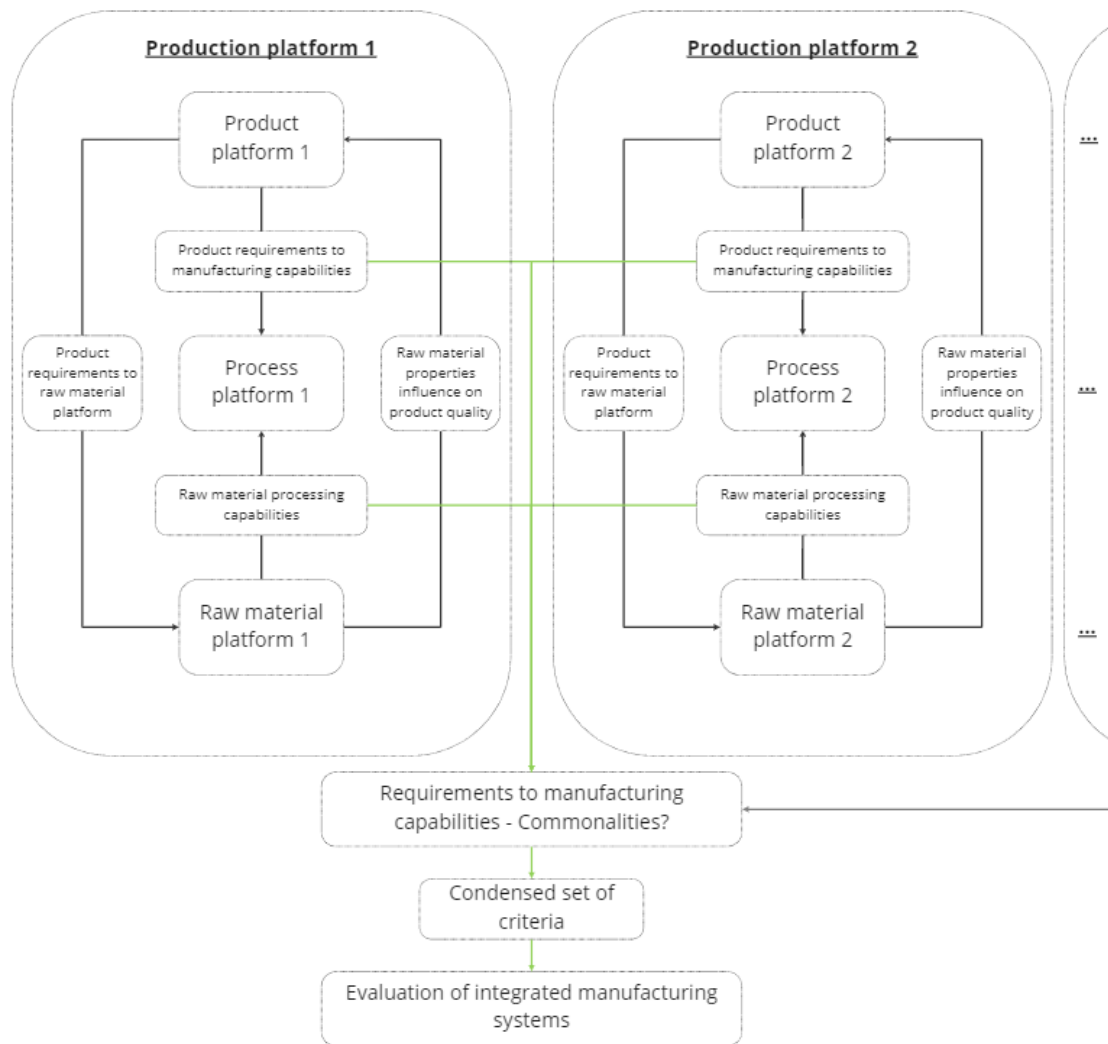 Production platform 1
Product
platform 1
Product requirements to
manufacturing capabilities
Product
requirements to
raw material
platform
Process
platform 1
Raw material
properties
influence on
product quality
Raw material processing
capabilities
Raw material
platform 1
Production platform 2
Product
platform 2
Product requirements to
manufacturing capabilities
Product
requirements to
raw material
platform
Process
platform 2
Raw material
properties
influence on
product quality
Raw material processing
capabilities
Raw material
platform 2
...
...
...
Requirements to manufacturing
capabilities - Commonalities?
Condensed set of
criteria
Evaluation of integrated manufacturing
systems